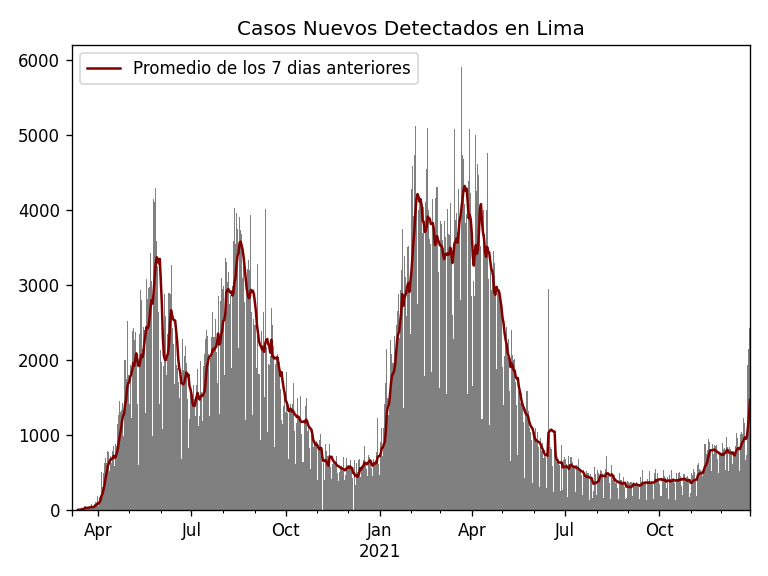 Casos Nuevos Detectados en Lima
Promedio de los 7 dias anteriores
6000
5000
4000
3000
2000
1000
0
Apr Jul Oct Jan Apr Jul Oct
2021